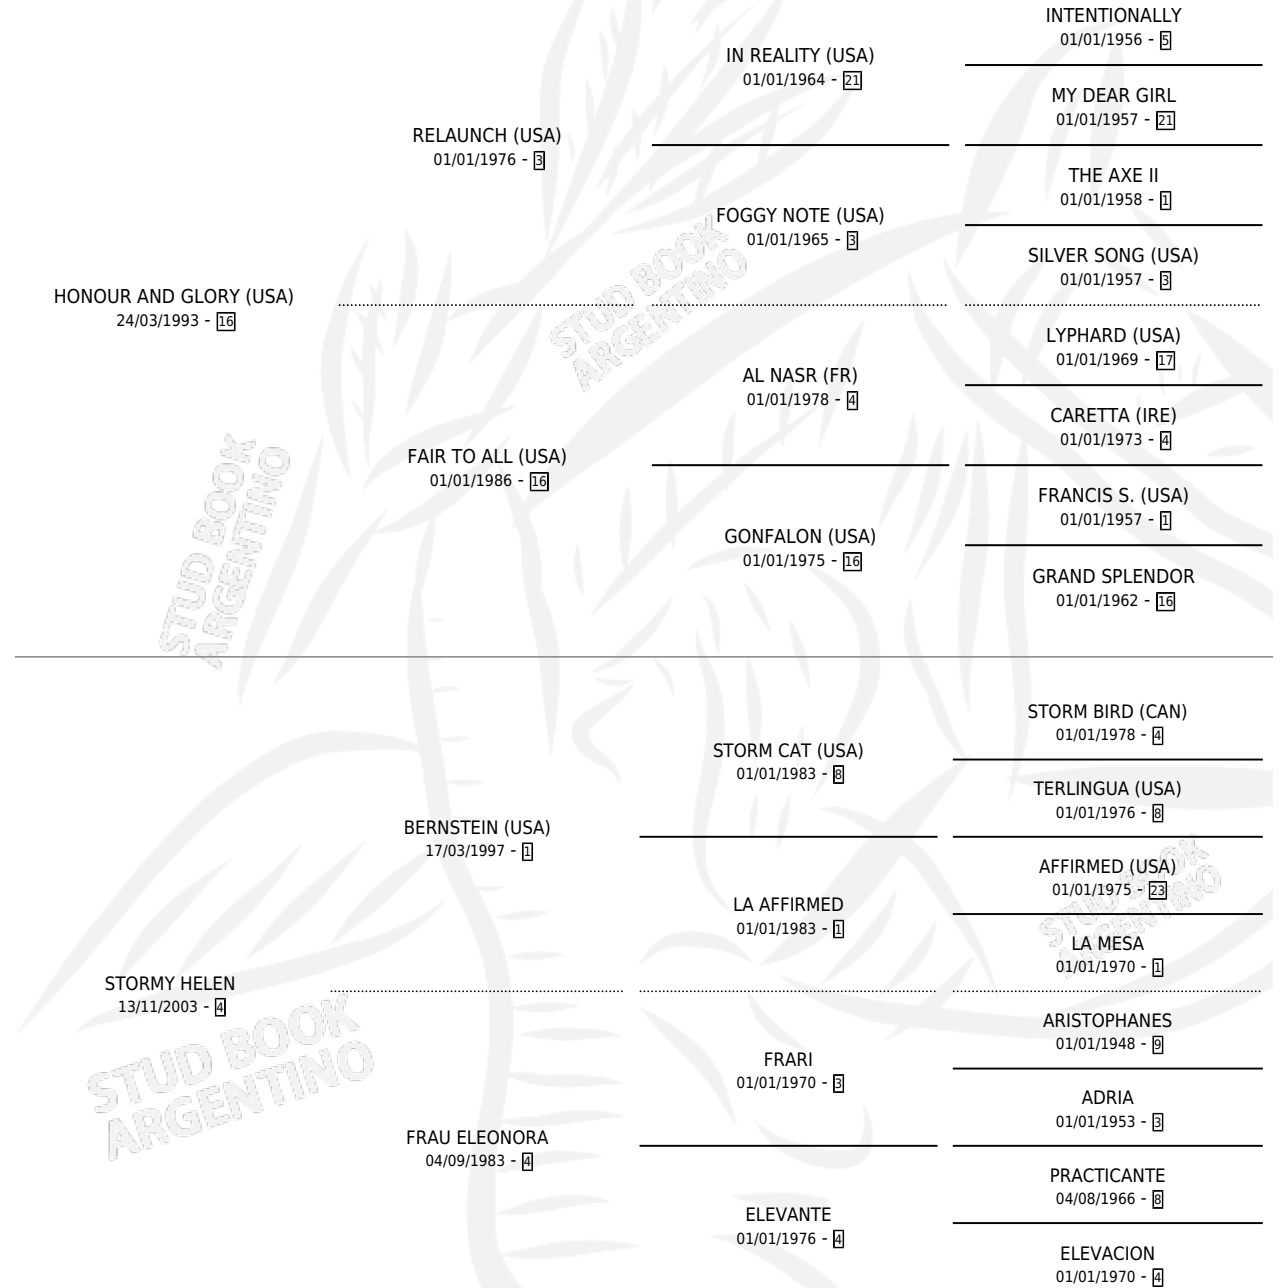 INTENTIONALLY
01/01/1956 - 5
IN REALITY (USA)
01/01/1964 - 21
MY DEAR GIRL
01/01/1957 - 21
RELAUNCH (USA)
01/01/1976 - 3
THE AXE II
01/01/1958 - 1
FOGGY NOTE (USA)
01/01/1965 - 3
SILVER SONG (USA)
01/01/1957 - 3
HONOUR AND GLORY (USA)
24/03/1993 - 16
LYPHARD (USA)
01/01/1969 - 17
AL NASR (FR)
01/01/1978 - 4
CARETTA (IRE)
01/01/1973 - 4
FAIR TO ALL (USA)
01/01/1986 - 16
FRANCIS S. (USA)
01/01/1957 - 1
GONFALON (USA)
01/01/1975 - 16
GRAND SPLENDOR
01/01/1962 - 16
STUD BOOK
ARGENTINO
STUD BOOK
ARGENTINO
STORM BIRD (CAN)
01/01/1978 - 4
STORM CAT (USA)
01/01/1983 - 8
TERLINGUA (USA)
01/01/1976 - 8
BERNSTEIN (USA)
17/03/1997 - 1
AFFIRMED (USA)
01/01/1975 - 23
LA AFFIRMED
01/01/1983 - 1
LA MESA
01/01/1970 - 1
STORMY HELEN
13/11/2003 - 4
ARISTOPHANES
01/01/1948 - 9
FRARI
01/01/1970 - 3
ADRIA
01/01/1953 - 3
FRAU ELEONORA
04/09/1983 - 4
PRACTICANTE
04/08/1966 - 8
ELEVANTE
01/01/1976 - 4
ELEVACION
01/01/1970 - 4
STUD BOOK
ARGENTINO
STUD BOOK
ARGENTINO